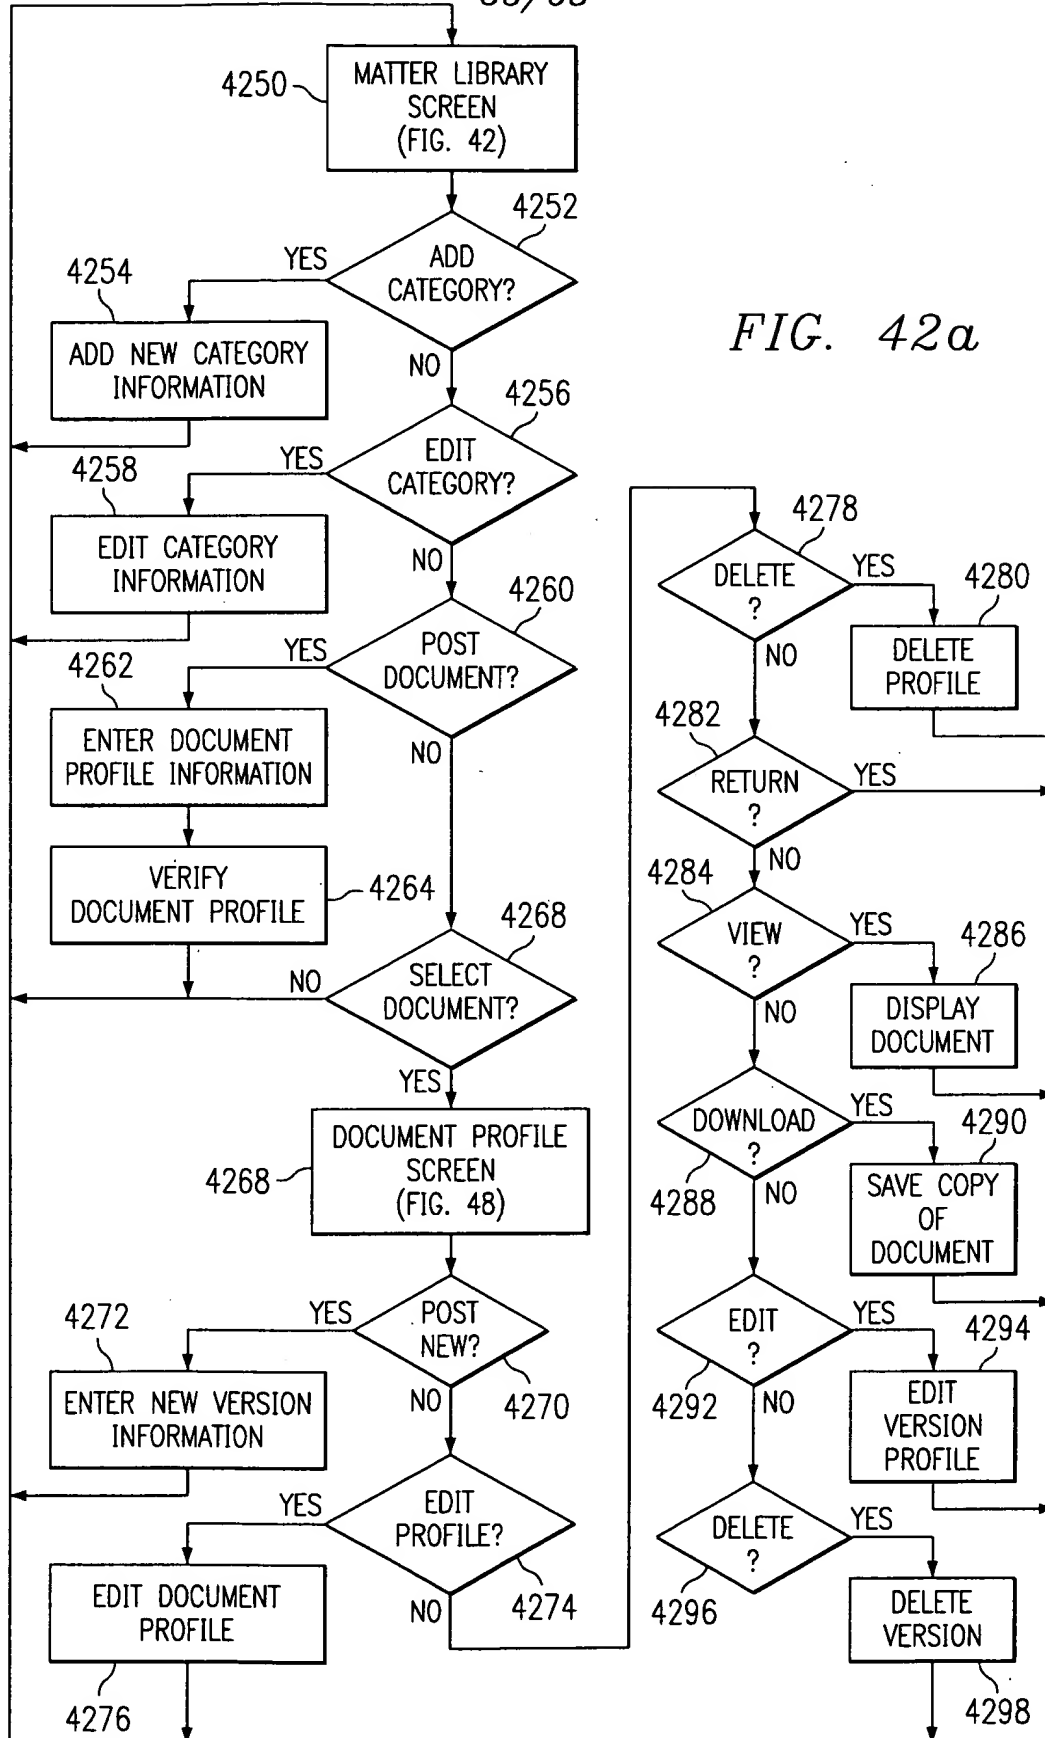 4250
MATTER LIBRARY
SCREEN
(FIG. 42)
4252
ADD
CATEGORY?
YES
NO
4254
ADD NEW CATEGORY
INFORMATION
FIG. 42a
4256
EDIT
CATEGORY?
YES
NO
4258
EDIT CATEGORY
INFORMATION
4260
POST
DOCUMENT?
YES
NO
4262
ENTER DOCUMENT
PROFILE INFORMATION
VERIFY
DOCUMENT PROFILE
4264
4268
SELECT
DOCUMENT?
NO
YES
4268
DOCUMENT PROFILE
SCREEN
(FIG. 48)
POST
NEW?
4270
YES
NO
4272
ENTER NEW VERSION
INFORMATION
EDIT
PROFILE?
4274
YES
NO
EDIT DOCUMENT
PROFILE
4276
4278
DELETE
?
YES
NO
4280
DELETE
PROFILE
4282
RETURN
?
YES
NO
4284
VIEW
?
YES
NO
4286
DISPLAY
DOCUMENT
DOWNLOAD
?
4288
YES
NO
4290
SAVE COPY
OF
DOCUMENT
EDIT
?
4292
YES
NO
4294
EDIT
VERSION
PROFILE
DELETE
?
4296
YES
DELETE
VERSION
4298